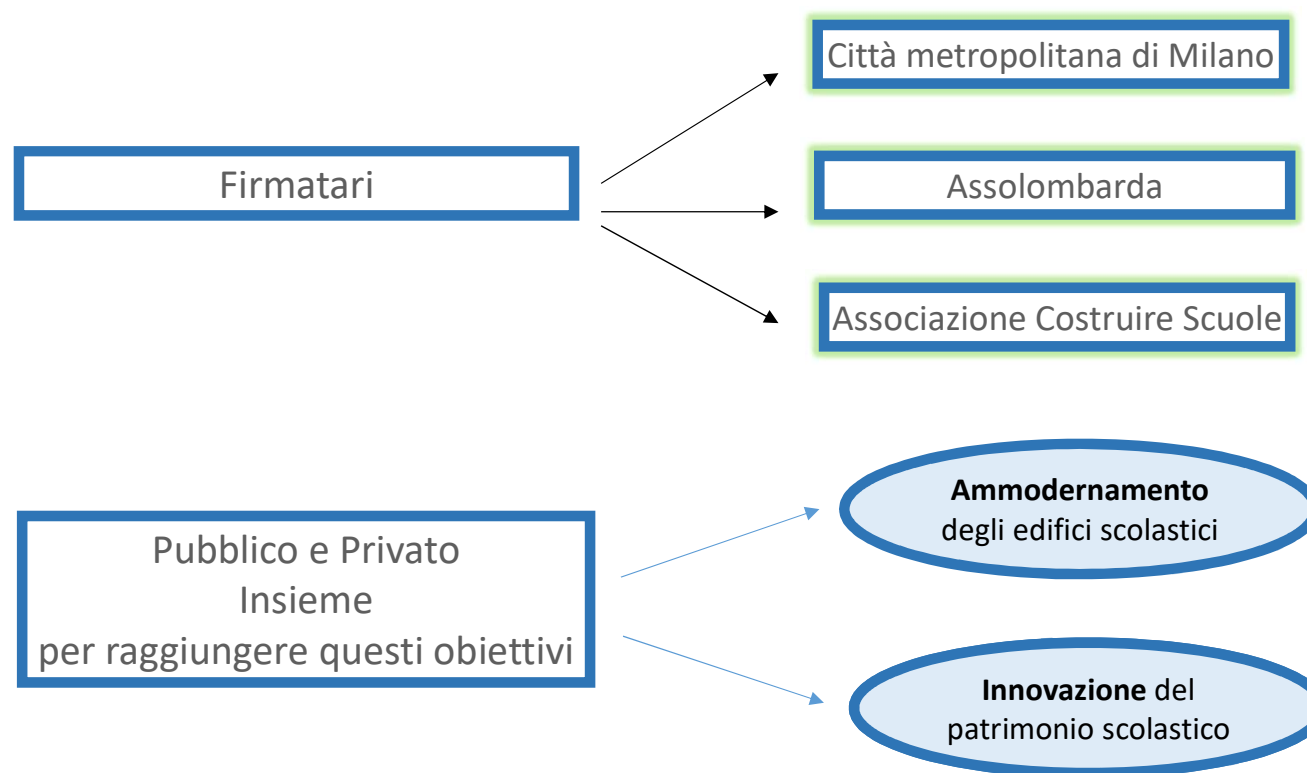 Firmatari
Città metropolitana di Milano
Assolombarda
Associazione Costruire Scuole
Pubblico e Privato
Insieme
per raggiungere questi obiettivi
Ammodernamento
degli edifici scolastici
Innovazione del
patrimonio scolastico